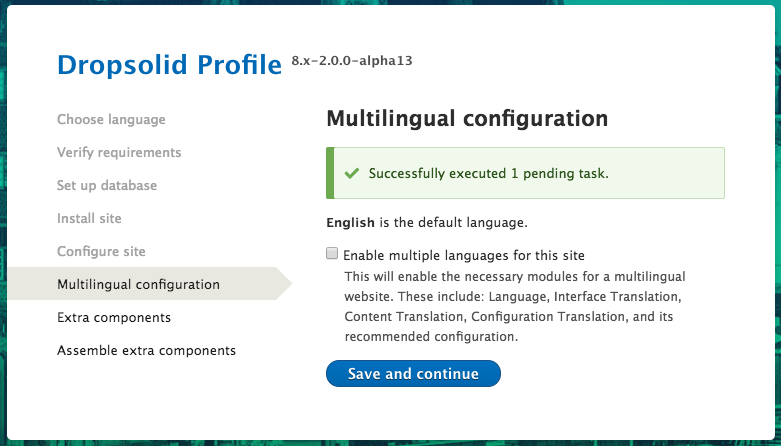 Dropsolid Profile 8.x-2.0.0-alpha13
Choose language
Verify requirements
Set up database
Install site
Configure site
Multilingual configuration
Extra components
Assemble extra components
Multilingual configuration
Successfully executed 1 pending task.
English is the default language.
Enable multiple languages for this site
This will enable the necessary modules for a multilingual
website. These include: Language, Interface Translation,
Content Translation, Configuration Translation, and its
recommended configuration.
Save and continue